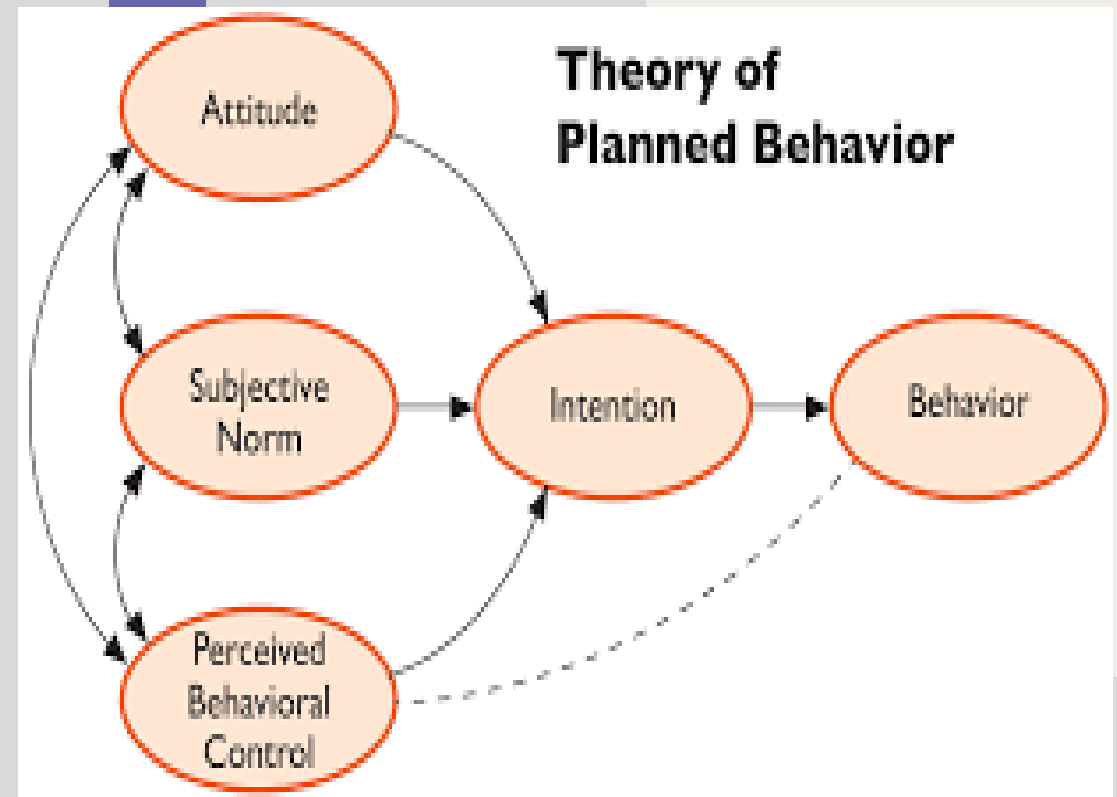 Theory of
Planned Behavior
Attitude
Subjective
Norm
Intention
Behavior
Perceived
Behavioral
Control